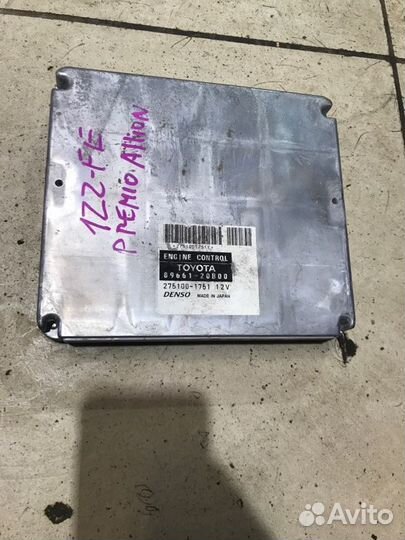 1ZZ-FE
PREMIO ALLION
ENGINE CONTROL
TOYOTA
89661-20B00
275100-1751 12V
DENSO MADE IN JAPAN
Avito